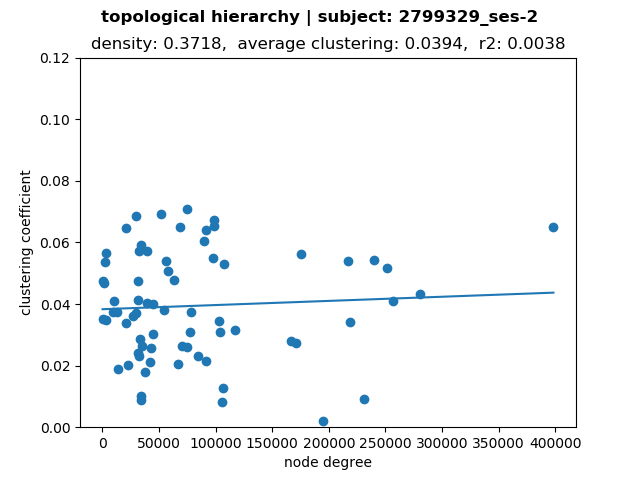 topological hierarchy | subject: 2799329_ses-2
density: 0.3718,  average clustering: 0.0394,  r2: 0.0038
0.12
0.10
0.08
0.06
0.04
0.02
0.00
clustering coefficient
0 50000 100000 150000 200000 250000 300000 350000 400000
node degree